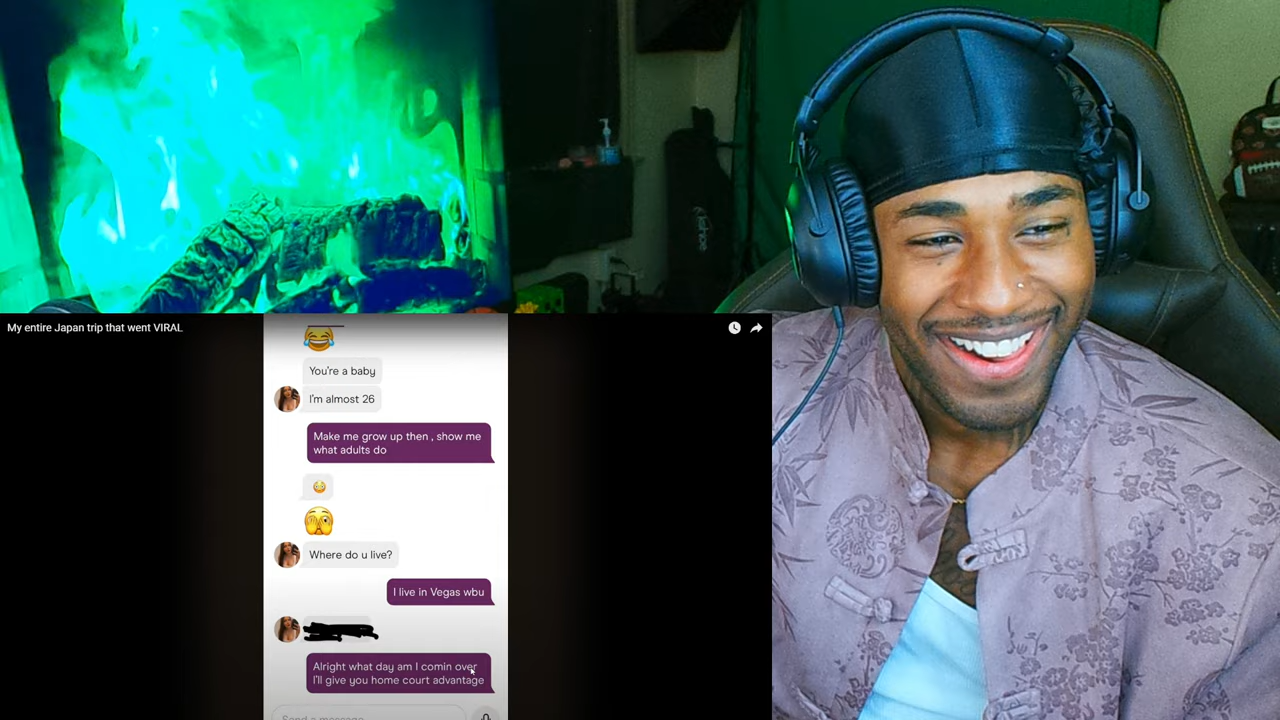 My entire Japan trip that went VIRAL
You're a baby
I'm almost 26
Make me grow up then , show me
what adults do
Where do u live?
I live in Vegas wbu
Alright what day am I comin over
I'll give you home court advantage
Send a message